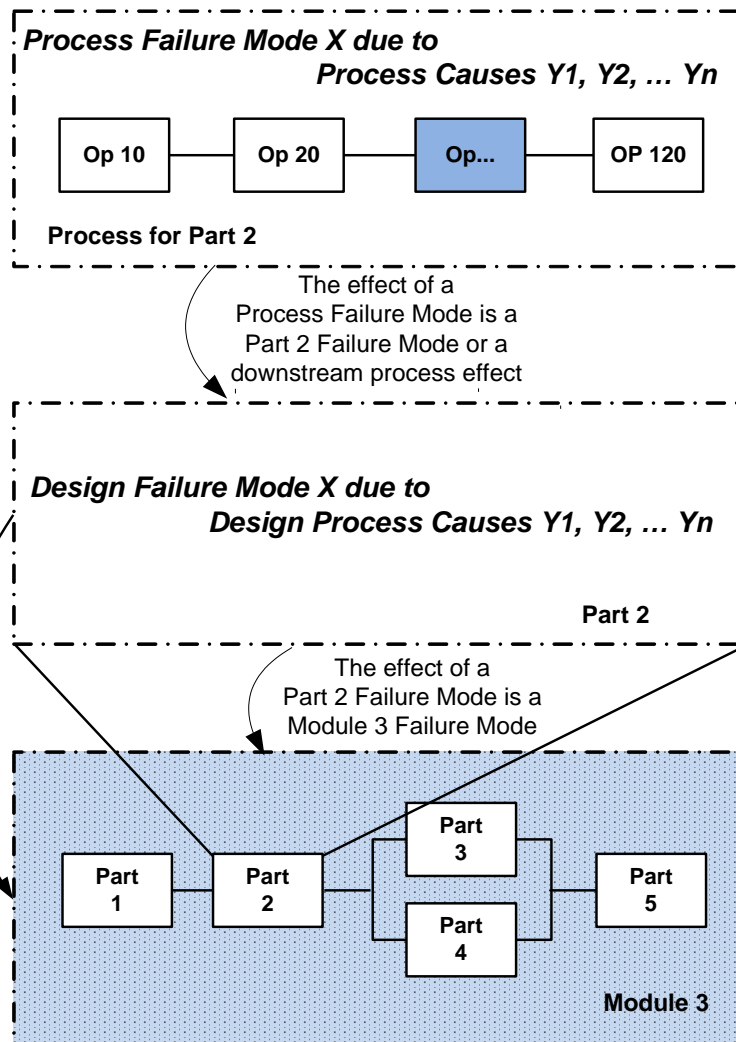 Process Failure Mode X due to
Process Causes Y1, Y2, … Yn
Op 10
Op 20
Op...
OP 120
Process for Part 2
The effect of a
Process Failure Mode is a
Part 2 Failure Mode or a
downstream process effect
Design Failure Mode X due to
Design Process Causes Y1, Y2, … Yn
Part 2
The effect of a
Part 2 Failure Mode is a
Module 3 Failure Mode
Part
3
Part
1
Part
2
Part
5
Part
4
Module 3